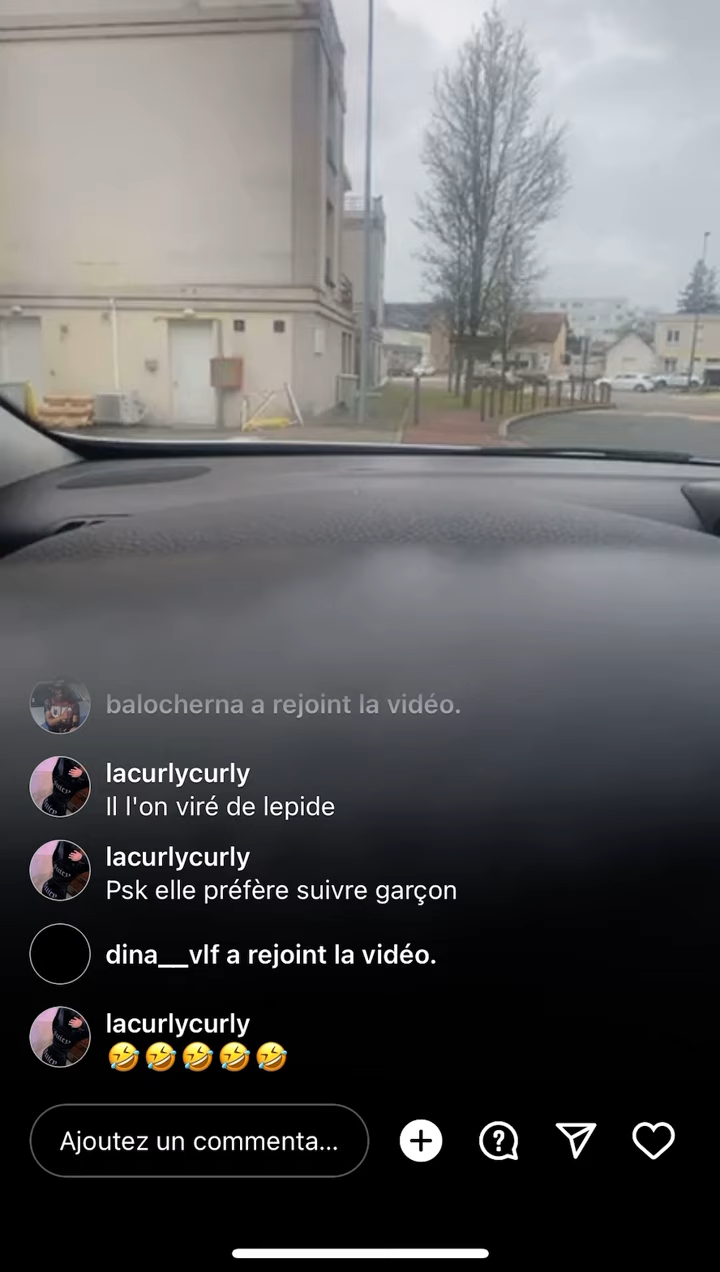 balocherna a rejoint la vidéo.
lacurlycurly
Il l'on viré de lepide
lacurlycurly
Psk elle préfère suivre garçon
dina__vlf a rejoint la vidéo.
lacurlycurly
🤣🤣🤣🤣🤣
Ajoutez un commenta...